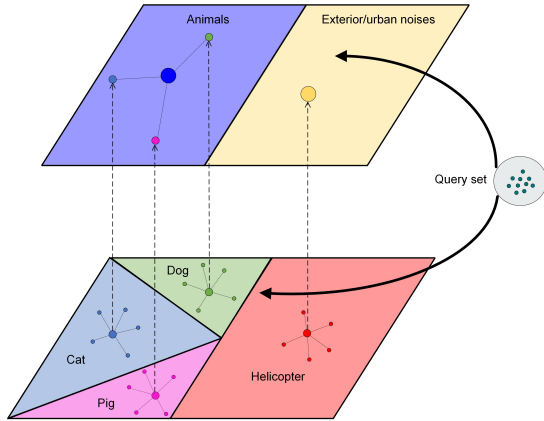 Animals
Exterior/urban noises
Query set
Dog
Cat
Helicopter
Pig